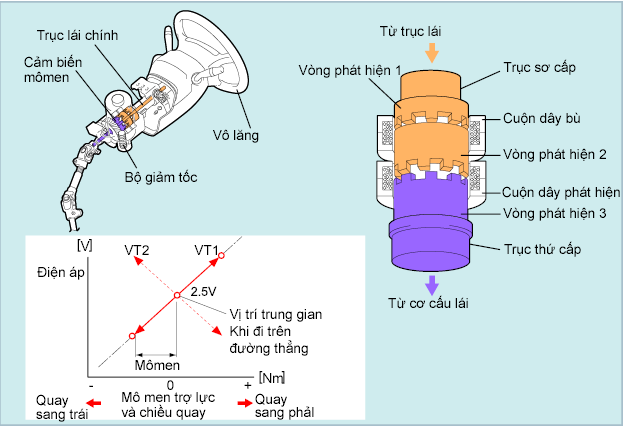 Trục lái chính
Cảm biến
mômen
Vô lăng
Bộ giảm tốc
Từ trục lái
Vòng phát hiện 1
Trục sơ cấp
Cuộn dây bù
Vòng phát hiện 2
Cuộn dây phát hiện
Vòng phát hiện 3
Trục thứ cấp
Từ cơ cấu lái
[V]
VT2
VT1
Điện áp
2.5V
Vị trí trung gian
Khi đi trên
đường thẳng
Mômen
- 0 + [Nm]
Quay
sang trái
Mô men trợ lực
và chiều quay
Quay
sang phải